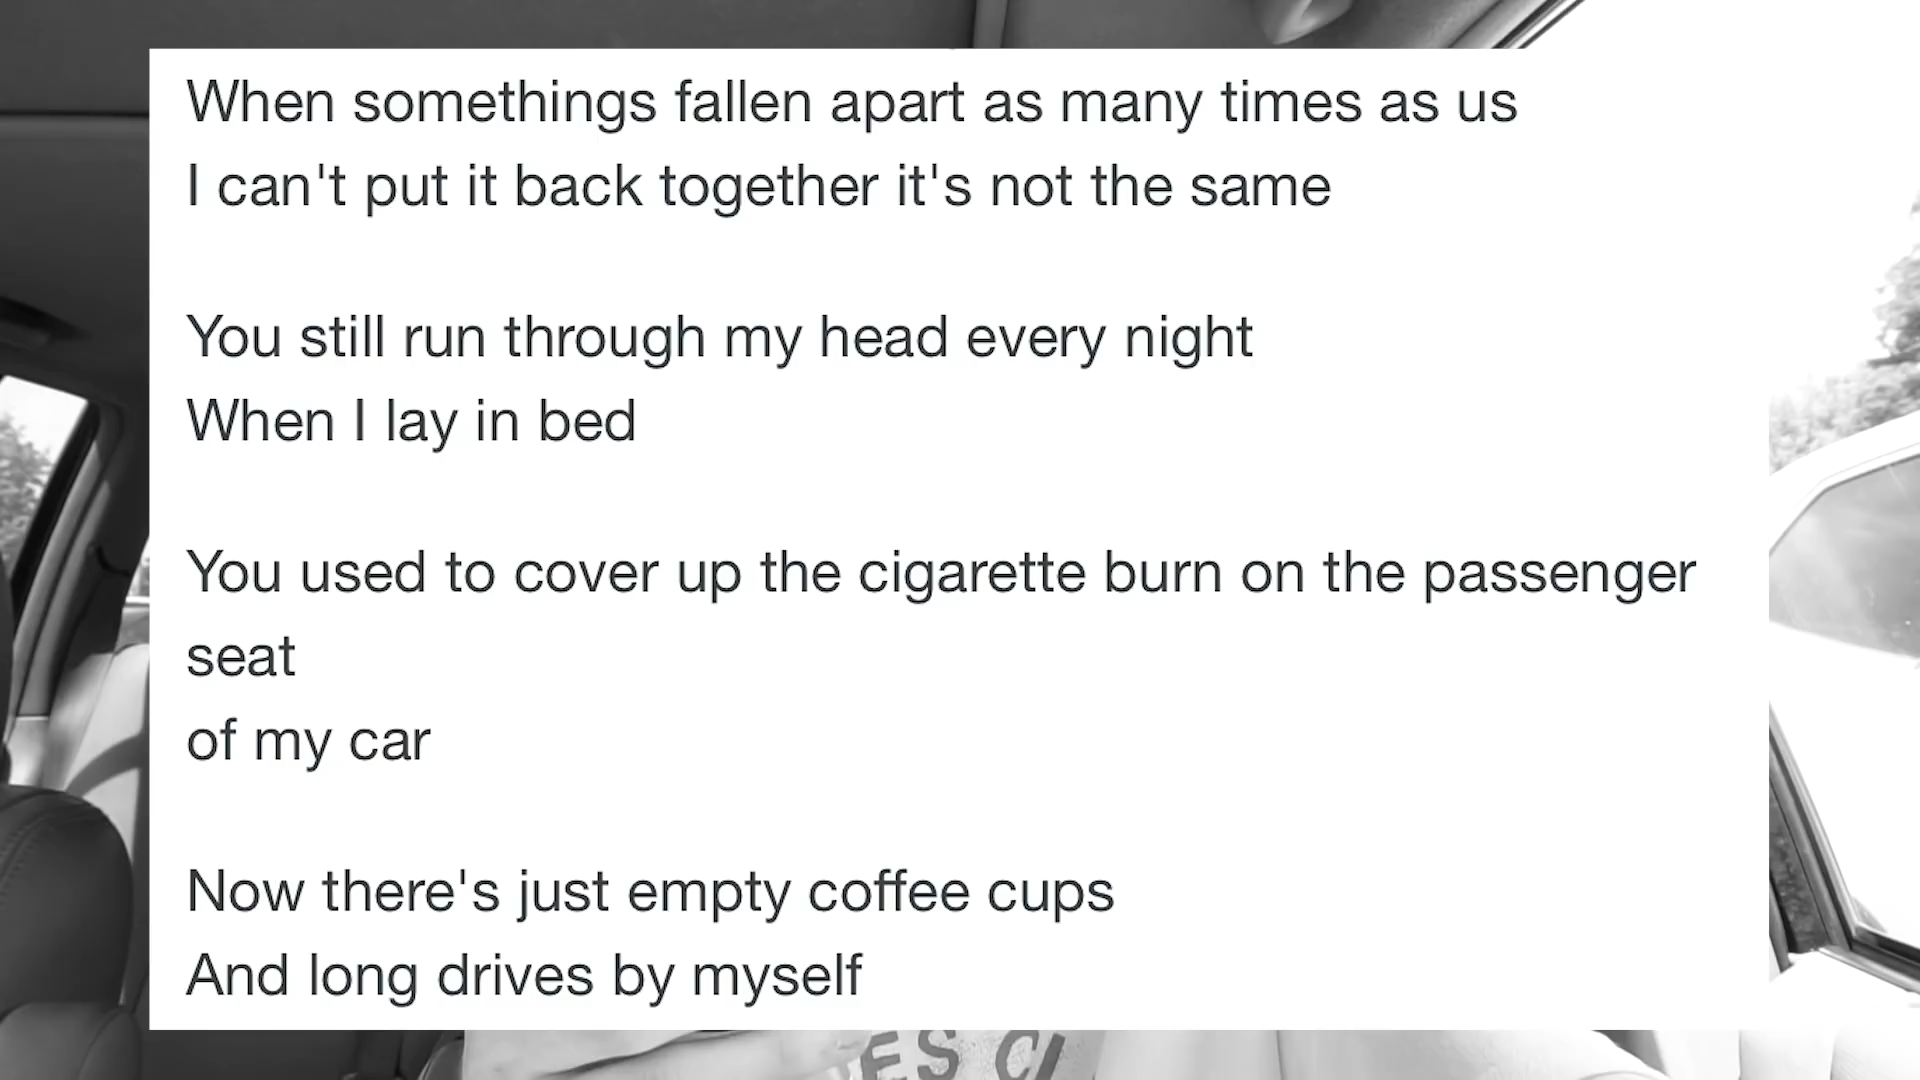 When somethings fallen apart as many times as us
I can't put it back together it's not the same
You still run through my head every night
When I lay in bed
You used to cover up the cigarette burn on the passenger
seat
of my car
Now there's just empty coffee cups
And long drives by myself
ES CI